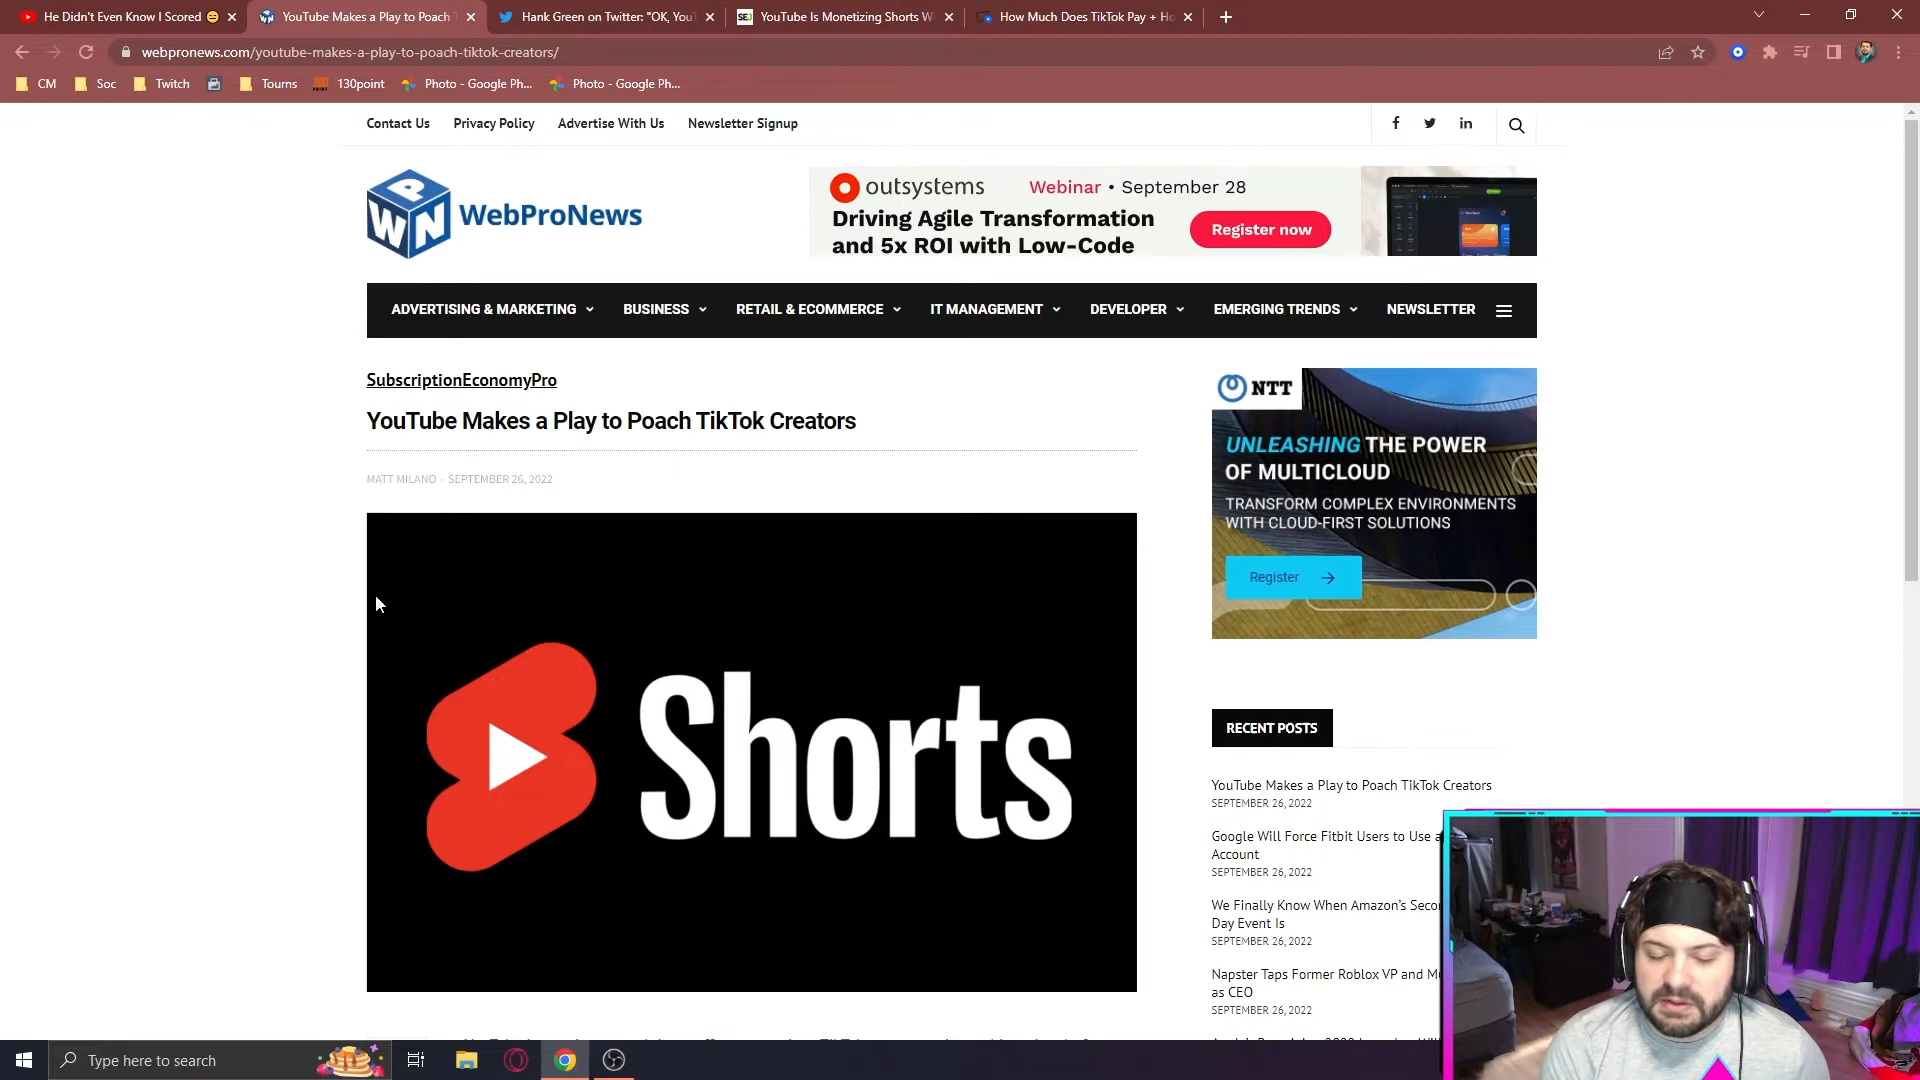 He Didn't Even Know I Scored
YouTube Makes a Play to Poach
Hank Green on Twitter: "OK, You
YouTube Is Monetizing Shorts W
How Much Does TikTok Pay + Ho
webpronews.com/youtube-makes-a-play-to-poach-tiktok-creators/
CM
Soc
Twitch
Tourns
130point
Photo - Google Ph...
Photo - Google Ph...
Contact Us
Privacy Policy
Advertise With Us
Newsletter Signup
WebProNews
outsystems
Webinar • September 28
Driving Agile Transformation
and 5x ROI with Low-Code
Register now
ADVERTISING & MARKETING
BUSINESS
RETAIL & ECOMMERCE
IT MANAGEMENT
DEVELOPER
EMERGING TRENDS
NEWSLETTER
SubscriptionEconomyPro
YouTube Makes a Play to Poach TikTok Creators
MATT MILANO - SEPTEMBER 26, 2022
Shorts
NTT
UNLEASHING THE POWER
OF MULTICLOUD
TRANSFORM COMPLEX ENVIRONMENTS
WITH CLOUD-FIRST SOLUTIONS
Register
RECENT POSTS
YouTube Makes a Play to Poach TikTok Creators
SEPTEMBER 26, 2022
Google Will Force Fitbit Users to Use a
Account
SEPTEMBER 26, 2022
We Finally Know When Amazon's Secon
Day Event Is
SEPTEMBER 26, 2022
Napster Taps Former Roblox VP and Mu
as CEO
SEPTEMBER 26, 2022
Type here to search